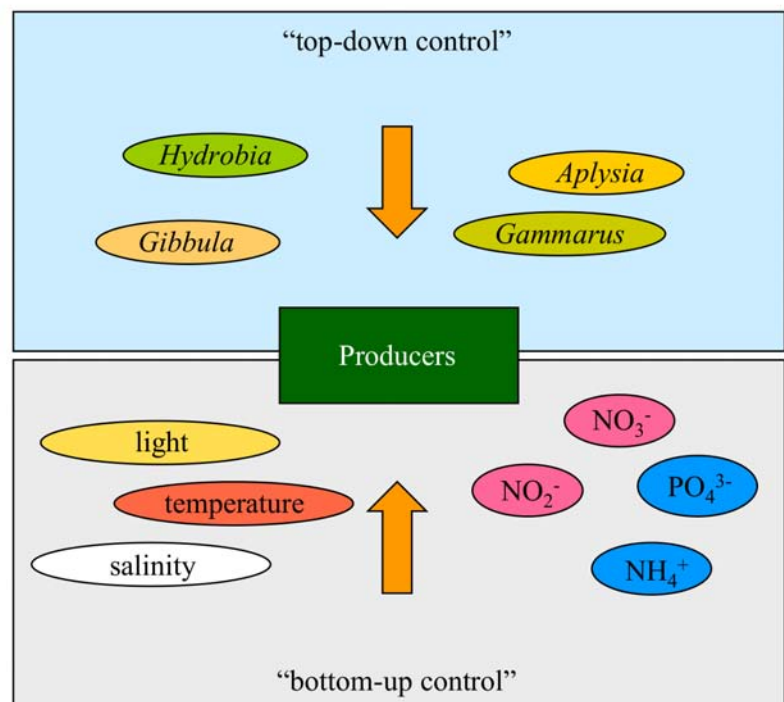 “top-down control”
Hydrobia
Aplysia
Gibbula
Gammarus
Producers
light
NO₃⁻
temperature
NO₂⁻
PO₄³⁻
salinity
NH₄⁺
“bottom-up control”